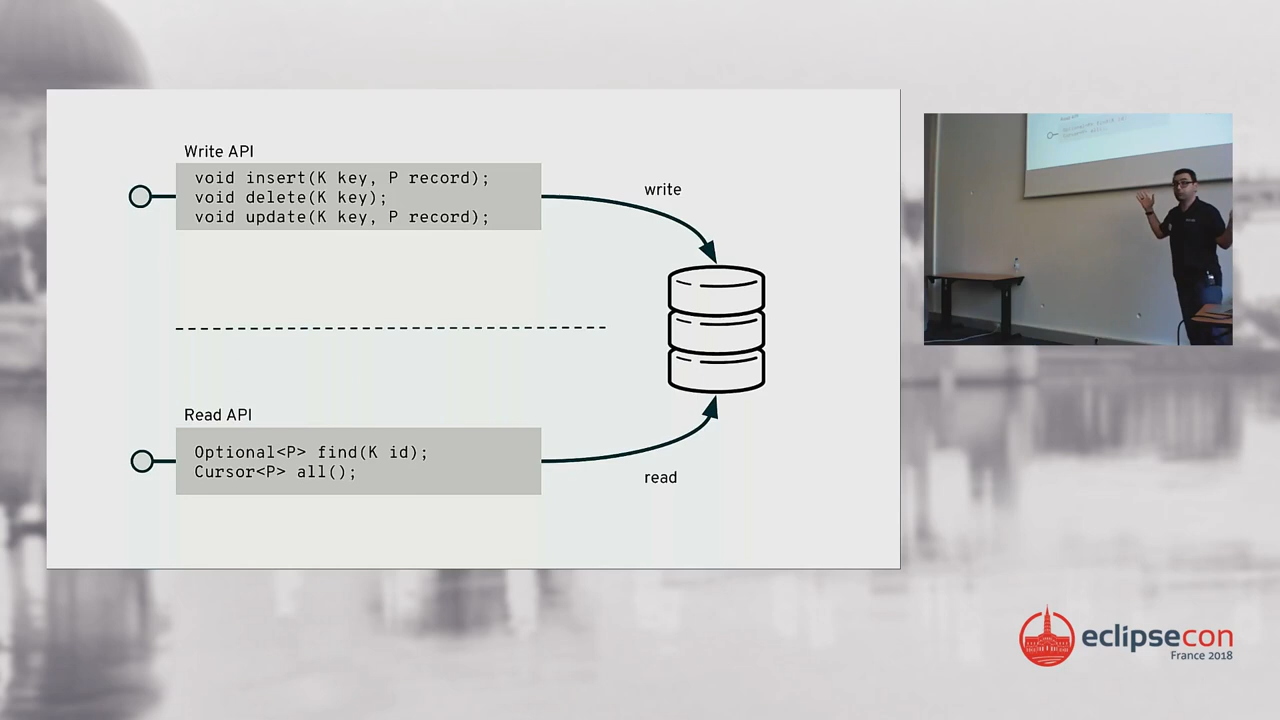 Write API
void insert(K key, P record);
void delete(K key);
void update(K key, P record);
write
Read API
Optional<P> find(K id);
Cursor<P> all();
read
eclipsecon
France 2018